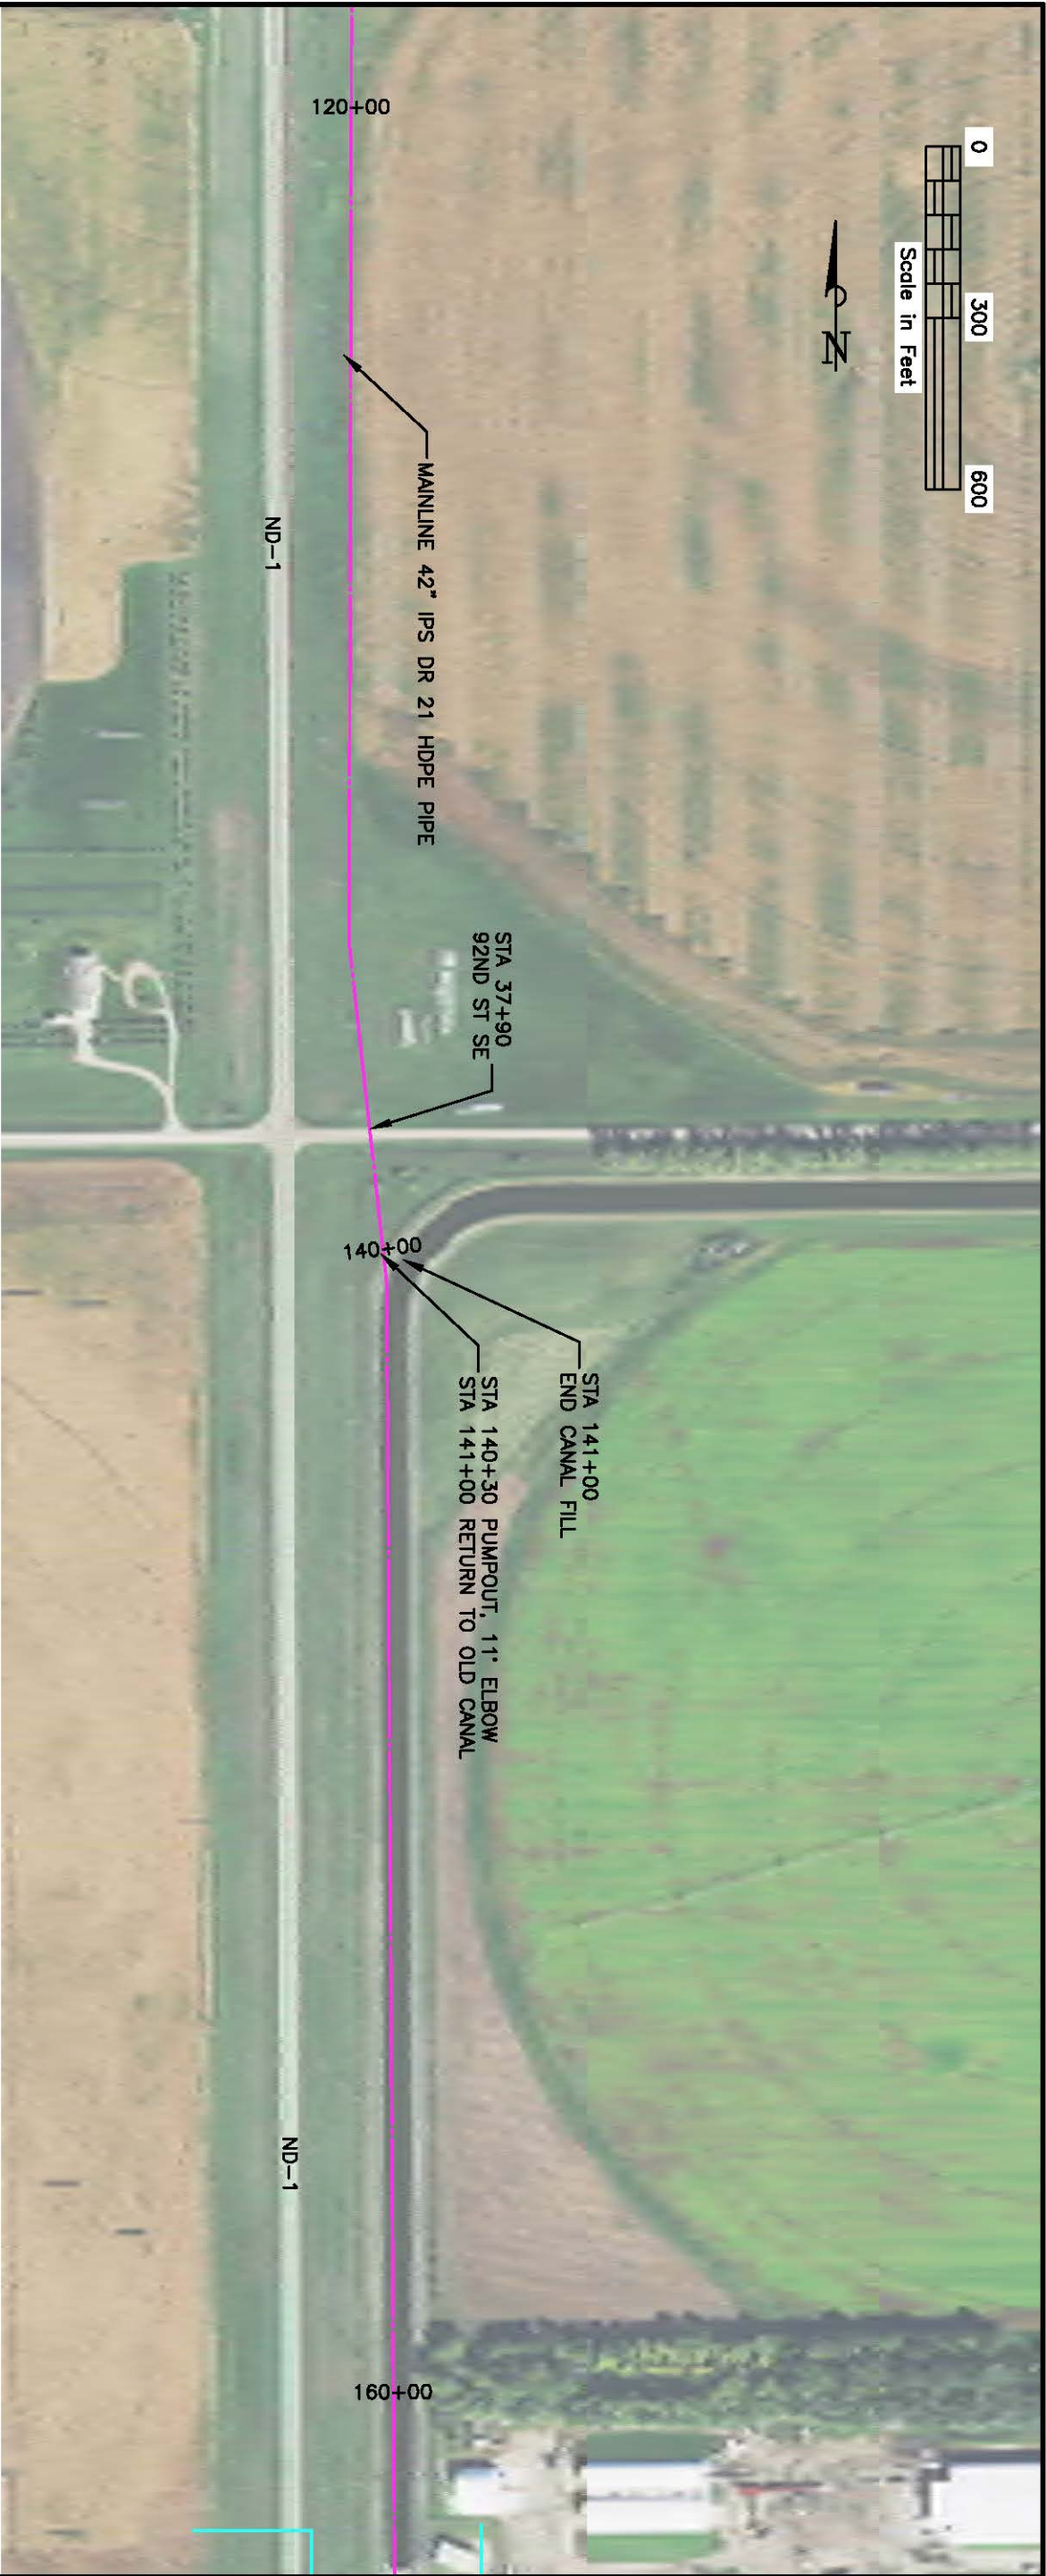 0
300
600
Scale in Feet
N
120+00
MAINLINE 42" IPS DR 21 HDPE PIPE
ND-1
STA 37+90
92ND ST SE
140+00
STA 141+00
END CANAL FILL
STA 140+30 PUMPOUT, 11° ELBOW
STA 141+00 RETURN TO OLD CANAL
ND-1
160+00